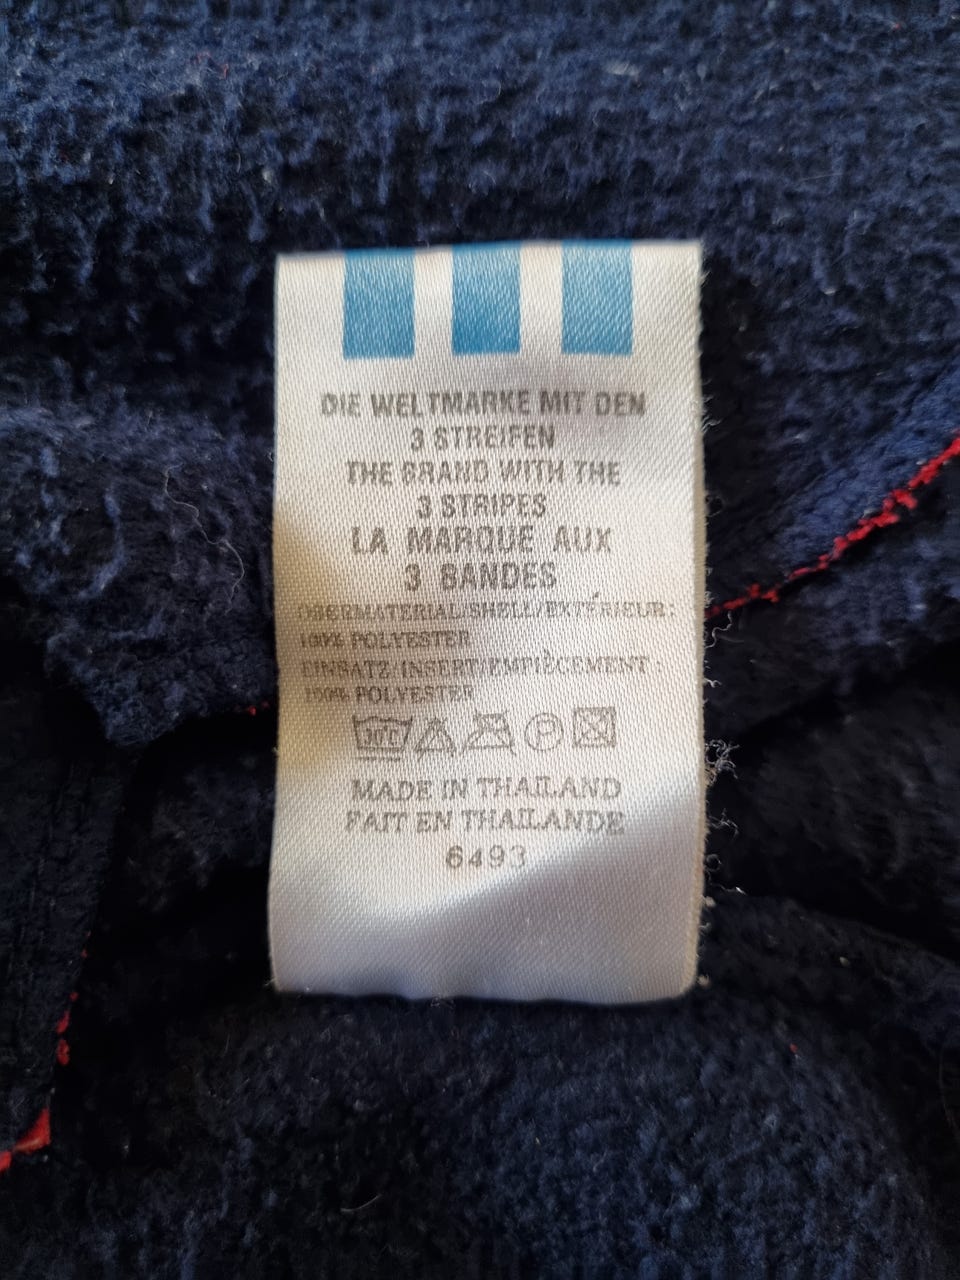 DIE WELTMARKE MIT DEN
3 STREIFEN
THE BRAND WITH THE
3 STRIPES
LA MARQUE AUX
3 BANDES
OBERMATERIAL/SHELL/EXTÉRIEUR:
100% POLYESTER
EINSATZ/INSERT/EMPIÈCEMENT:
100% POLYESTER
30°C P
MADE IN THAILAND
FAIT EN THAILANDE
6493